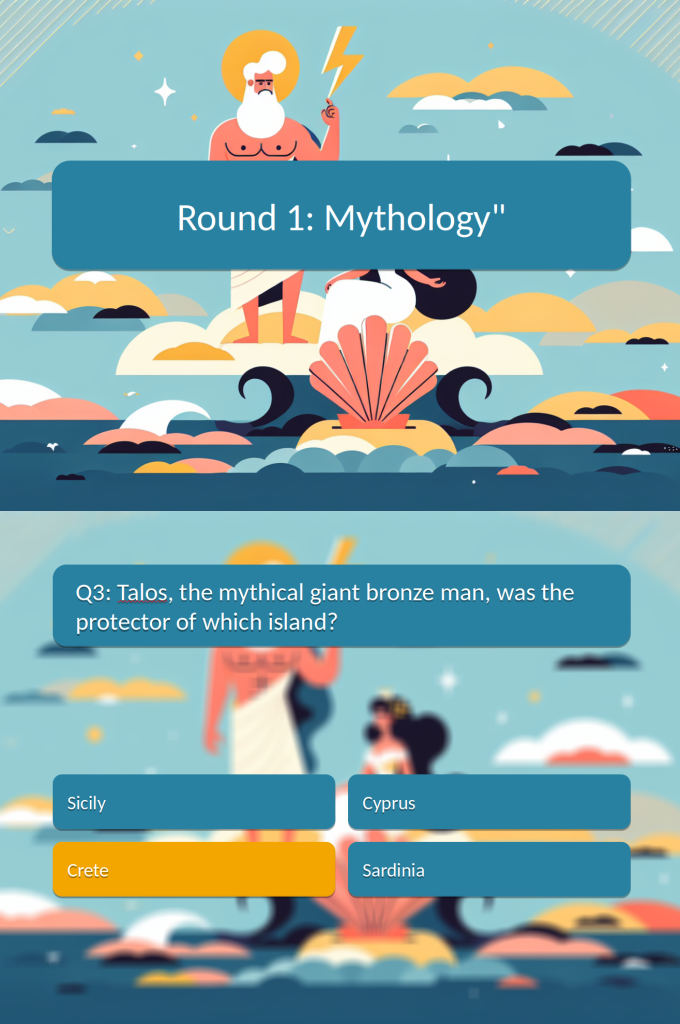 Round 1: Mythology"
Q3: Talos, the mythical giant bronze man, was the
protector of which island?
Sicily
Cyprus
Crete
Sardinia